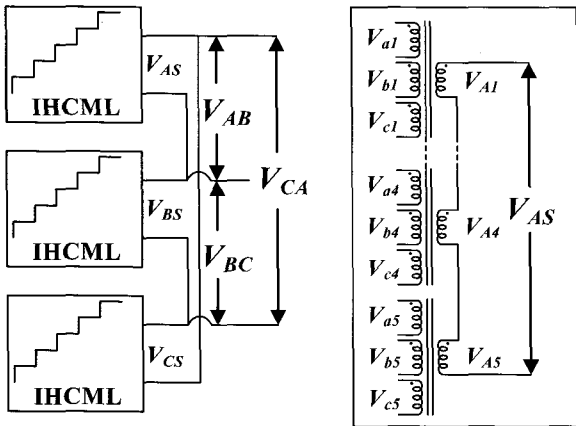 V_AS
IHCML
V_AB
V_BS
IHCML
V_CA
V_BC
V_CS
IHCML
V_a1
V_b1
V_A1
V_c1
V_a4
V_b4
V_A4
V_AS
V_c4
V_a5
V_b5
V_A5
V_c5